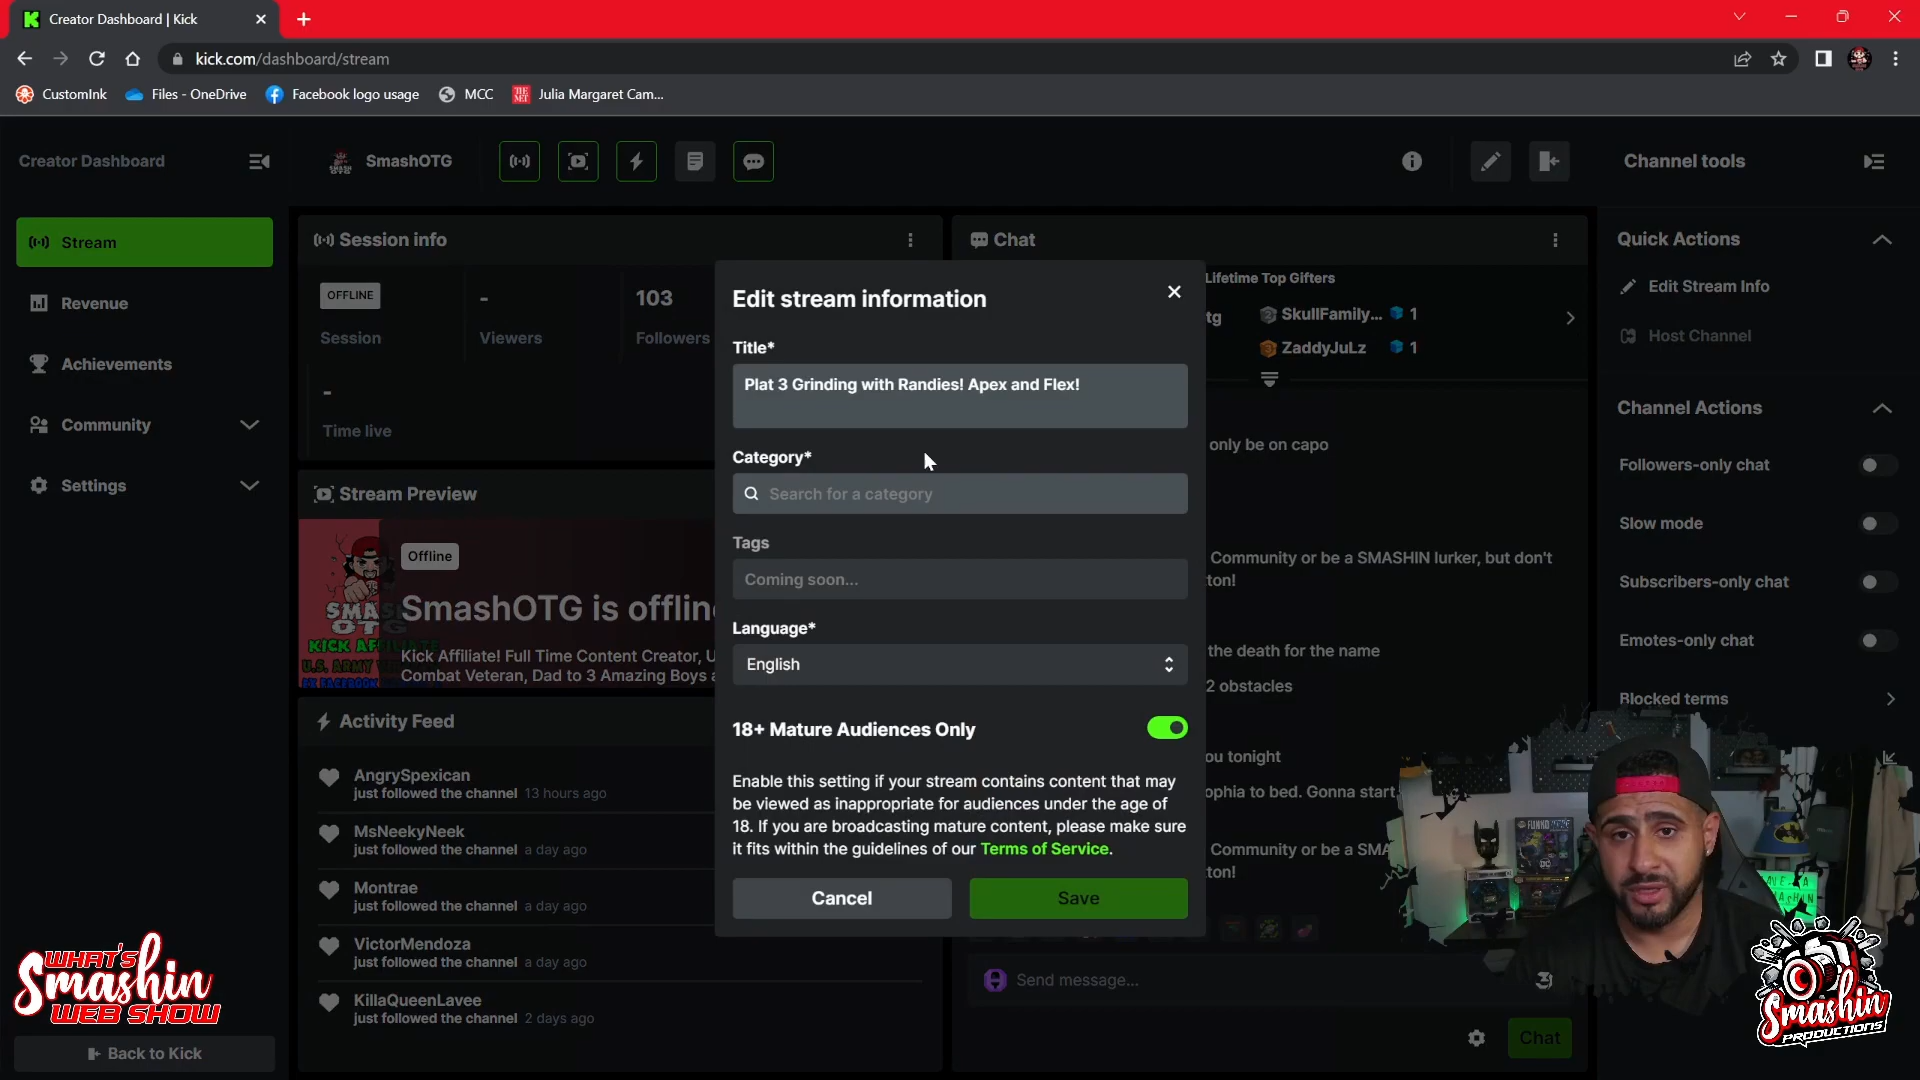 Creator Dashboard | Kick
kick.com/dashboard/stream
CustomInk
Files - OneDrive
Facebook logo usage
MCC
Julia Margaret Cam...
Creator Dashboard
SmashOTG
Channel tools
Stream
Revenue
Achievements
Community
Settings
Back to Kick
Session info
OFFLINE
Session
-
Viewers
103
Followers
-
Time live
Stream Preview
Offline
SmashOTG is offlin
Kick Affiliate! Full Time Content Creator, U
Combat Veteran, Dad to 3 Amazing Boys a
SMA
OTG
KICK AFFI
U.S. ARMY
Activity Feed
AngrySpexican
just followed the channel 13 hours ago
MsNeekyNeek
just followed the channel a day ago
Montrae
just followed the channel a day ago
VictorMendoza
just followed the channel a day ago
KillaQueenLavee
just followed the channel 2 days ago
Edit stream information
Title*
Plat 3 Grinding with Randies! Apex and Flex!
Category*
Search for a category
Tags
Coming soon...
Language*
English
18+ Mature Audiences Only
Enable this setting if your stream contains content that may
be viewed as inappropriate for audiences under the age of
18. If you are broadcasting mature content, please make sure
it fits within the guidelines of our Terms of Service.
Cancel
Save
Chat
Lifetime Top Gifters
tg
SkullFamily... 1
ZaddyJuLz 1
only be on capo
Community or be a SMASHIN lurker, but don't
ton!
the death for the name
2 obstacles
ou tonight
ophia to bed. Gonna start
Community or be a SMA
ton!
Send message...
Chat
Quick Actions
Edit Stream Info
Host Channel
Channel Actions
Followers-only chat
Slow mode
Subscribers-only chat
Emotes-only chat
Blocked terms
WHAT'S
Smashin
WEB SHOW
Smashin
PRODUCTIONS